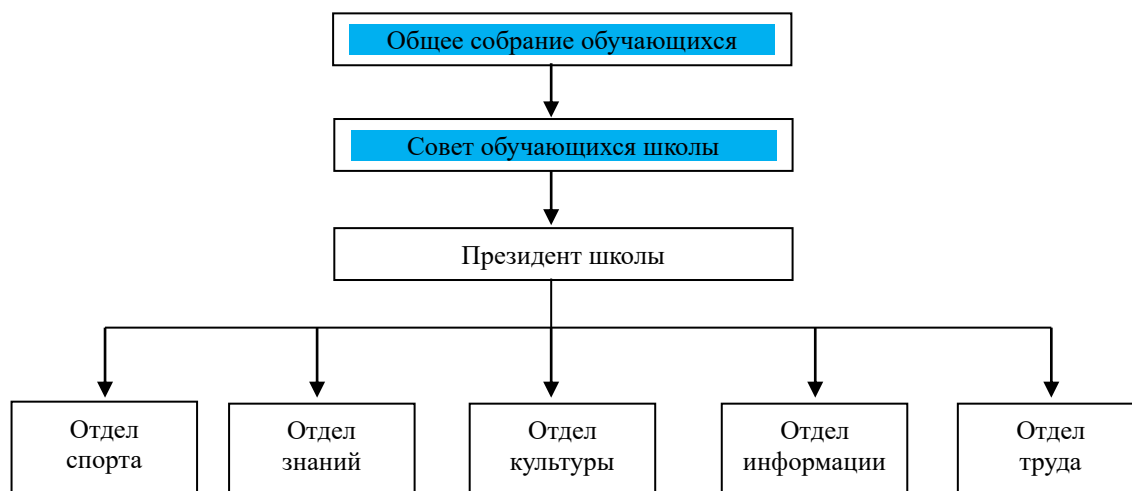 Общее собрание обучающихся
Совет обучающихся школы
Президент школы
Отдел
спорта
Отдел
знаний
Отдел
культуры
Отдел
информации
Отдел
труда